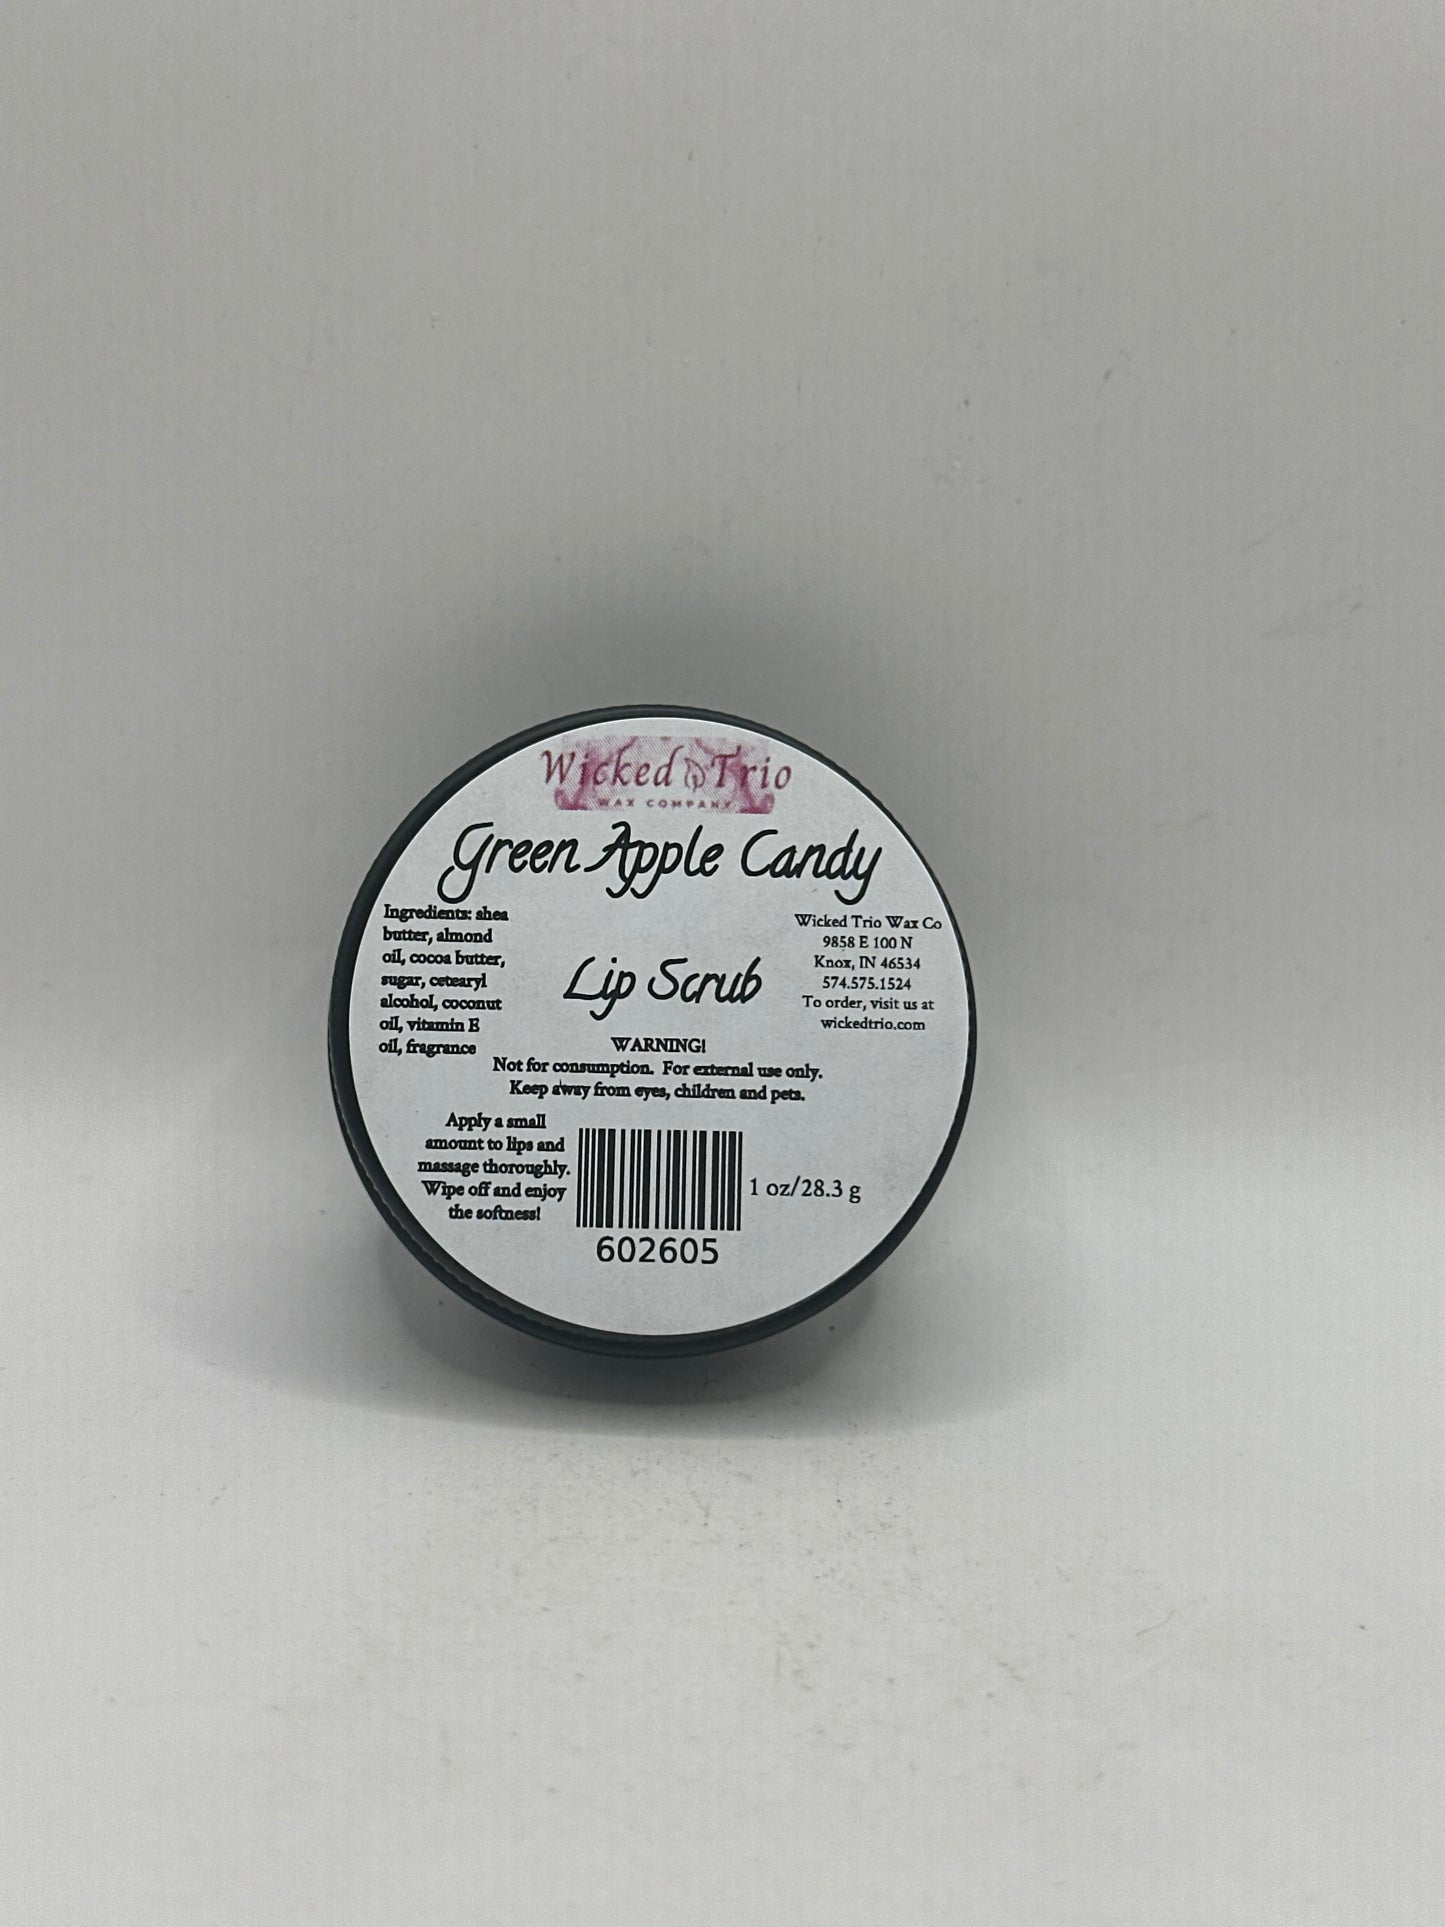 Wicked Trio
WAX COMPANY
Green Apple Candy
Lip Scrub
Ingredients: shea
butter, almond
oil, cocoa butter,
sugar, cetearyl
alcohol, coconut
oil, vitamin E
oil, fragrance
Wicked Trio Wax Co
9858 E 100 N
Knox, IN 46534
574.575.1524
To order, visit us at
wickedtrio.com
WARNING!
Not for consumption. For external use only.
Keep away from eyes, children and pets.
Apply a small
amount to lips and
massage thoroughly.
Wipe off and enjoy
the softness!
602605
1 oz/28.3 g